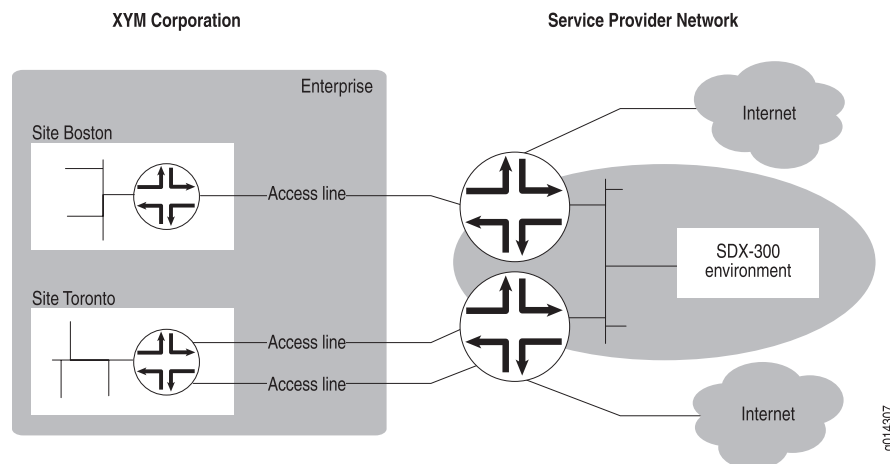 XYM Corporation
Service Provider Network
Enterprise
Internet
Site Boston
Access line
SDX-300
environment
Site Toronto
Access line
Access line
Internet
g014307